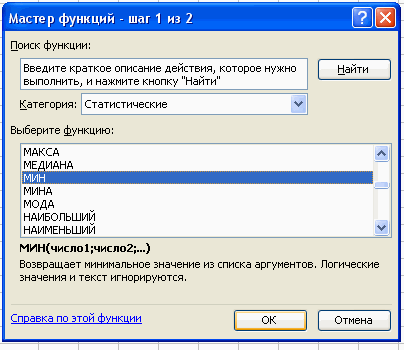 Мастер функций - шаг 1 из 2
Поиск функции:
Введите краткое описание действия, которое нужно
выполнить, и нажмите кнопку "Найти"
Найти
Категория: Статистические
Выберите функцию:
МАКСА
МЕДИАНА
МИН
МИНА
МОДА
НАИБОЛЬШИЙ
НАИМЕНЬШИЙ
МИН(число1;число2;...)
Возвращает минимальное значение из списка аргументов. Логические
значения и текст игнорируются.
Справка по этой функции
ОК
Отмена